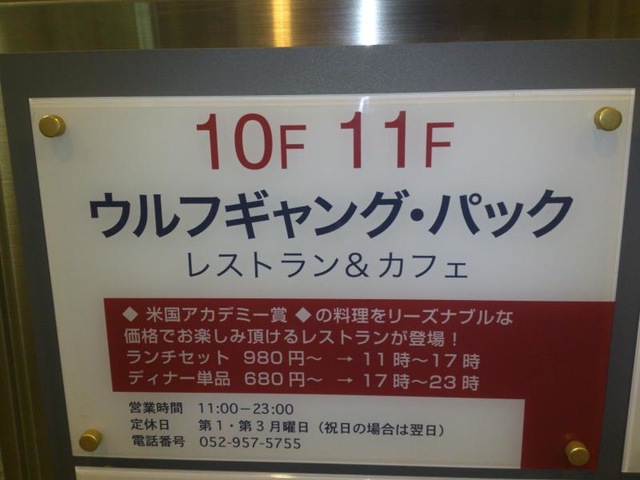 10F 11F
ウルフギャング・パック
レストラン&カフェ
◆ 米国アカデミー賞 ◆の料理をリーズナブルな
価格でお楽しみ頂けるレストランが登場!
ランチセット 980円〜 → 11時〜17時
ディナー単品 680円〜 → 17時〜23時
営業時間 11:00−23:00
定休日 第1・第3月曜日(祝日の場合は翌日)
電話番号 052-957-5755